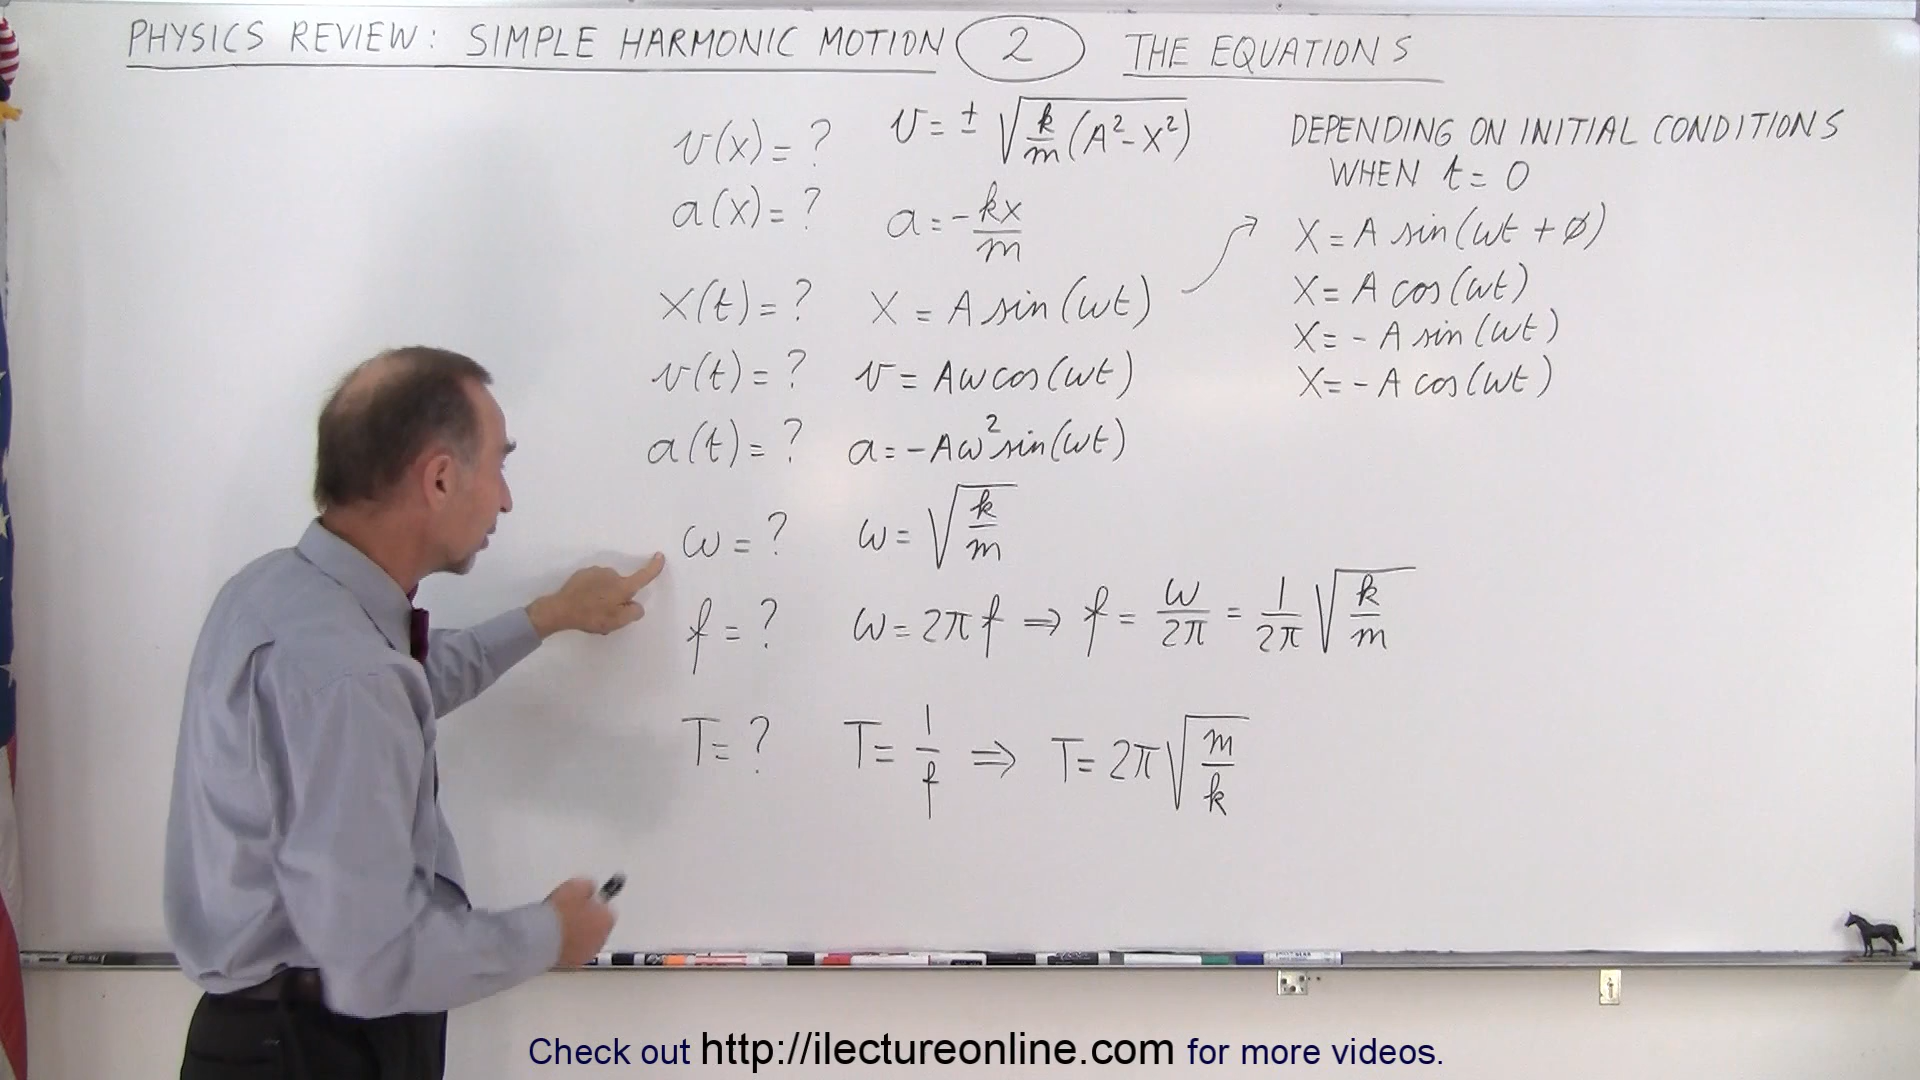 PHYSICS REVIEW: SIMPLE HARMONIC MOTION 2 THE EQUATIONS
v(x) = ? v = ± √(k/m (A² - x²))
a(x) = ? a = - kx/m
x(t) = ? x = A sin(ωt)
v(t) = ? v = Aω cos(ωt)
a(t) = ? a = -Aω² sin(ωt)
ω = ? ω = √(k/m)
f = ? ω = 2πf ⇒ f = ω/2π = 1/2π √(k/m)
T = ? T = 1/f ⇒ T = 2π √(m/k)
DEPENDING ON INITIAL CONDITIONS
WHEN t = 0
x = A sin(ωt + ø)
x = A cos(ωt)
x = - A sin(ωt)
x = - A cos(ωt)
Check out http://ilectureonline.com for more videos.